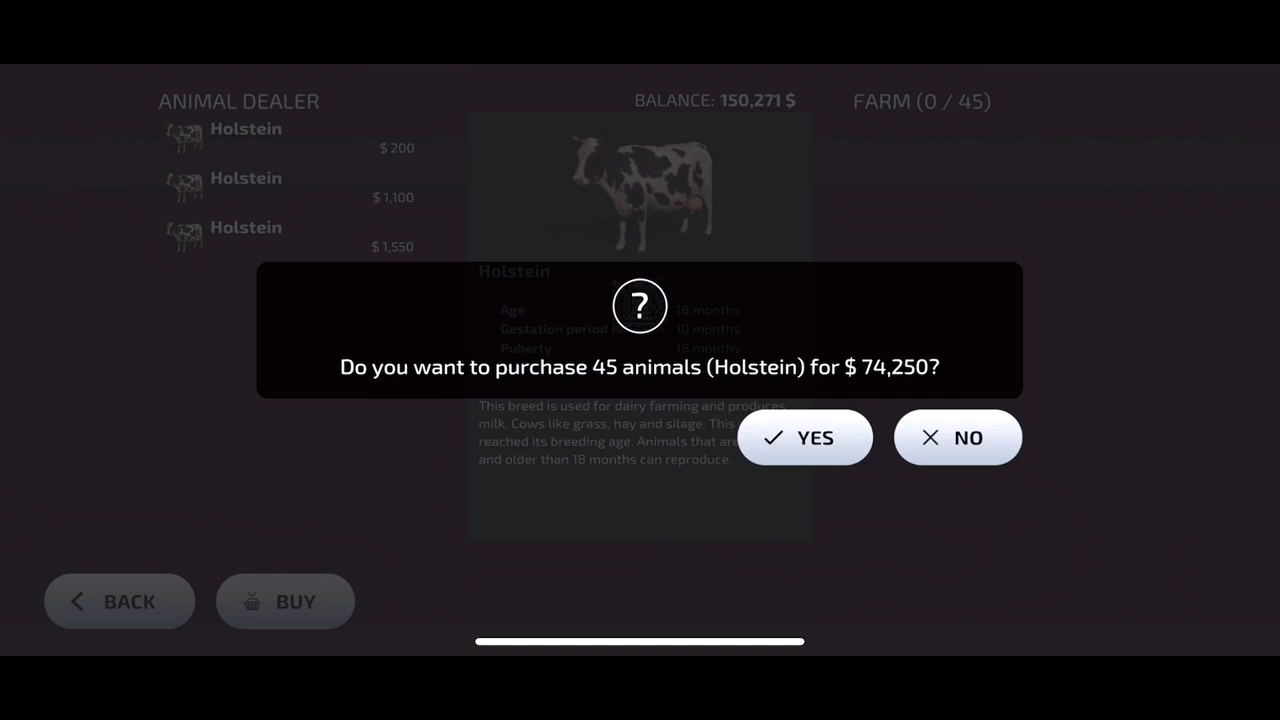 ANIMAL DEALER
BALANCE: 150,271 $
FARM (0 / 45)
Holstein
$ 200
Holstein
$ 1,100
Holstein
$ 1,550
Holstein
?
Age 18 months
Gestation period 10 months
Puberty 18 months
Do you want to purchase 45 animals (Holstein) for $ 74,250?
This breed is used for dairy farming and produces
milk. Cows like grass, hay and silage. This
reached its breeding age. Animals that are
and older than 18 months can reproduce.
YES
NO
BACK
BUY